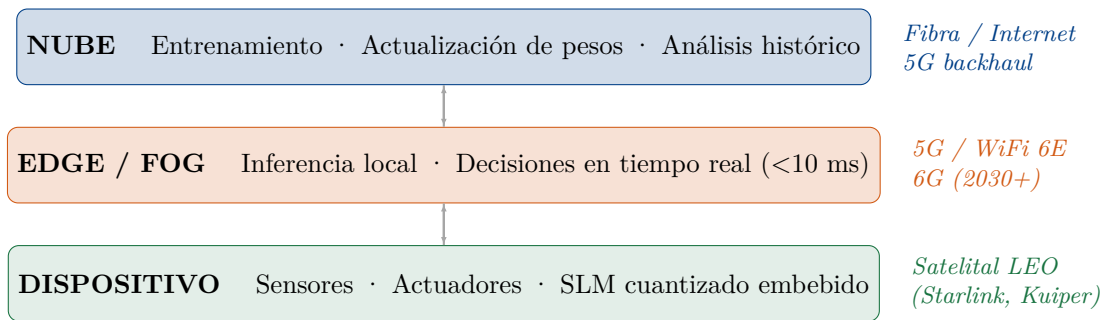 NUBE Entrenamiento · Actualización de pesos · Análisis histórico
Fibra / Internet
5G backhaul
EDGE / FOG Inferencia local · Decisiones en tiempo real (<10 ms)
5G / WiFi 6E
6G (2030+)
DISPOSITIVO Sensores · Actuadores · SLM cuantizado embebido
Satelital LEO
(Starlink, Kuiper)